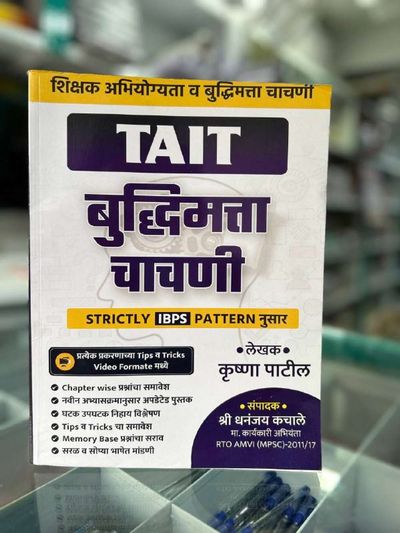 शिक्षक अभियोग्यता व बुद्धिमत्ता चाचणी
TAIT
बुद्धिमत्ता
चाचणी
STRICTLY IBPS PATTERN नुसार
प्रत्येक प्रकरणाच्या Tips व Tricks
Video Formate मध्ये
Chapter wise प्रश्नांचा समावेश
नवीन अभ्यासक्रमानुसार अपडेटेड पुस्तक
घटक उपघटक निहाय विश्लेषण
Tips व Tricks चा समावेश
Memory Base प्रश्नांचा सराव
सरळ व सोप्या भाषेत मांडणी
• लेखक •
कृष्णा पाटील
• संपादक •
श्री धनंजय कचाले
मा. कार्यकारी अभियंता
RTO AMVI (MPSC)-2011/17